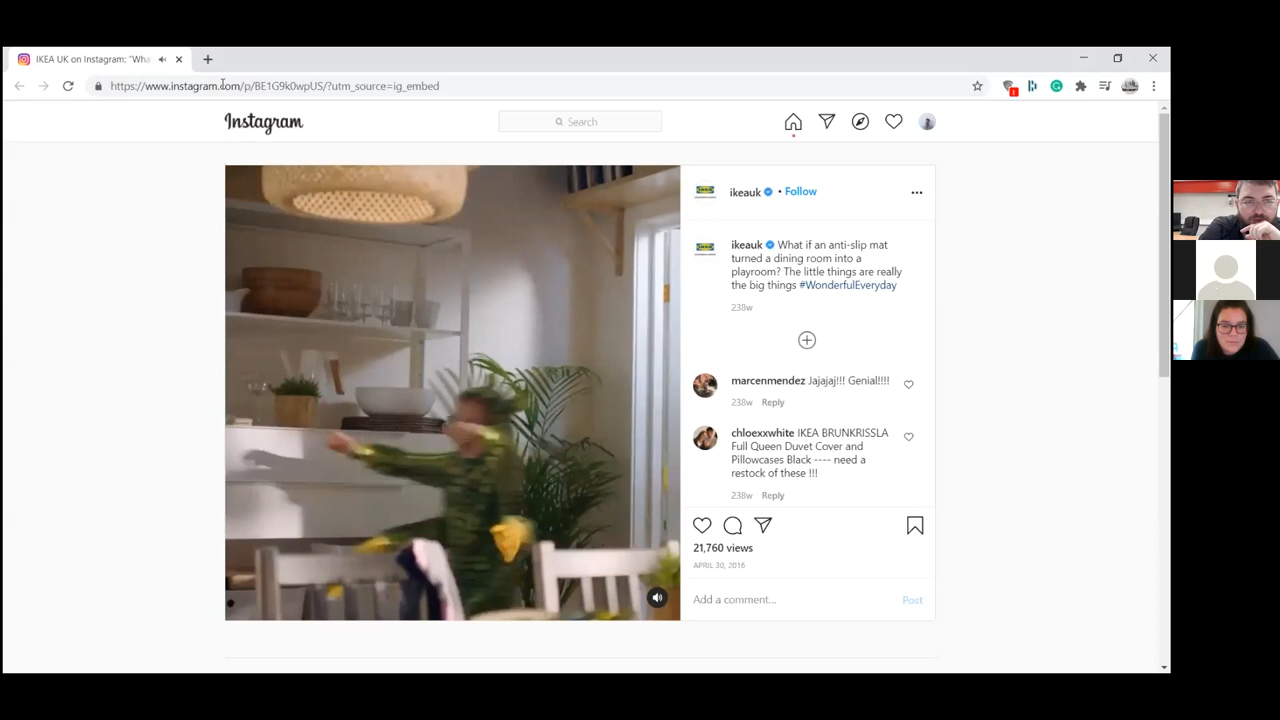 IKEA UK on Instagram: "Wha
https://www.instagram.com/p/BE1G9k0wpUS/?utm_source=ig_embed
Instagram
Search
ikeauk • Follow
ikeauk What if an anti-slip mat
turned a dining room into a
playroom? The little things are really
the big things #WonderfulEveryday
238w
marcenmendez Jajajaj!!! Genial!!!!
238w Reply
chloexxwhite IKEA BRUNKRISSLA
Full Queen Duvet Cover and
Pillowcases Black ---- need a
restock of these !!!
238w Reply
21,760 views
APRIL 30, 2016
Add a comment... Post